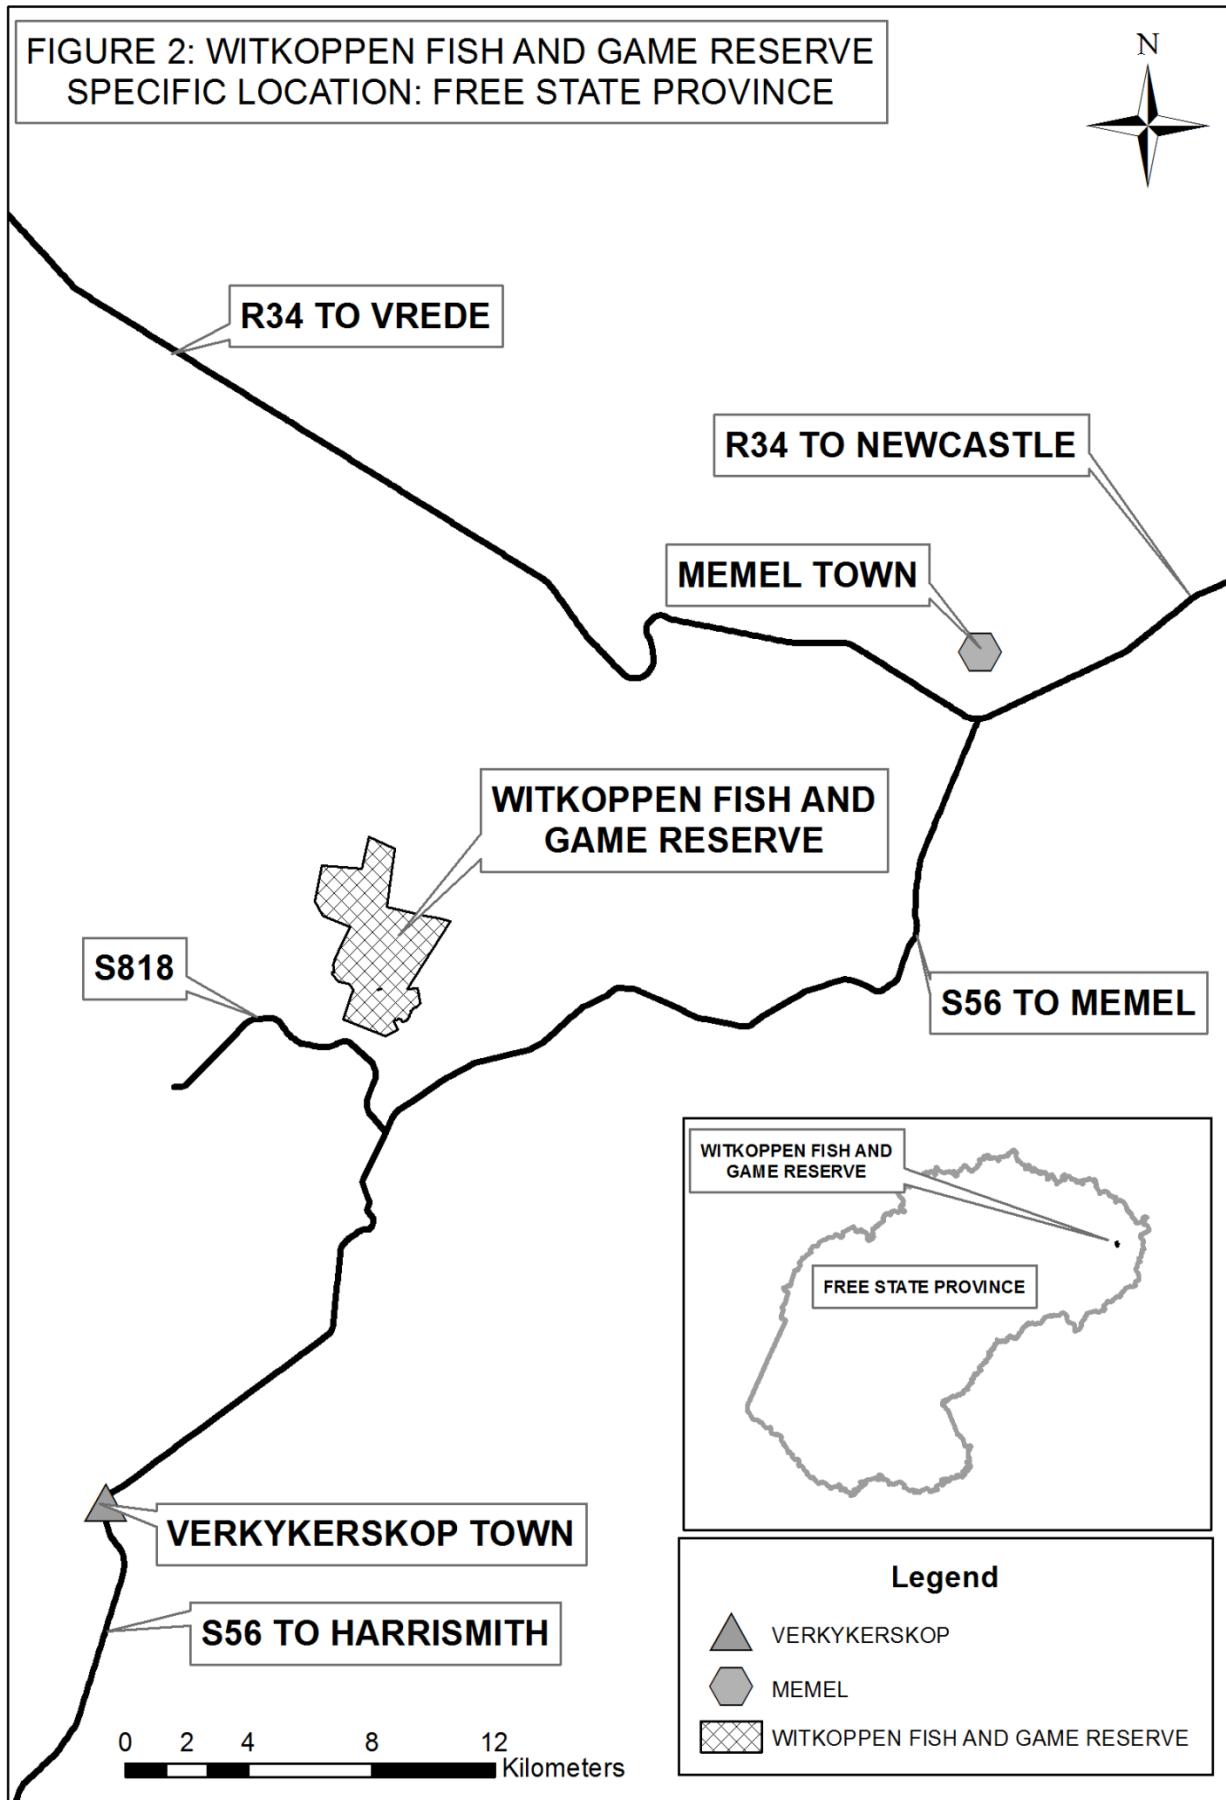 FIGURE 2: WITKOPPEN FISH AND GAME RESERVE
SPECIFIC LOCATION: FREE STATE PROVINCE
N
R34 TO VREDE
R34 TO NEWCASTLE
MEMEL TOWN
WITKOPPEN FISH AND
GAME RESERVE
S818
S56 TO MEMEL
WITKOPPEN FISH AND
GAME RESERVE
FREE STATE PROVINCE
VERKYKERSKOP TOWN
S56 TO HARRISMITH
Legend
VERKYKERSKOP
MEMEL
WITKOPPEN FISH AND GAME RESERVE
0 2 4 8 12
Kilometers